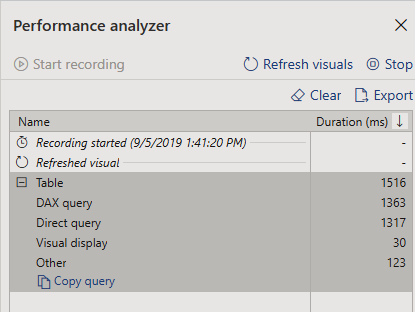 Performance analyzer
Start recording
Refresh visuals
Stop
Clear
Export
Name Duration (ms)
Recording started (9/5/2019 1:41:20 PM) -
Refreshed visual -
Table 1516
DAX query 1363
Direct query 1317
Visual display 30
Other 123
Copy query